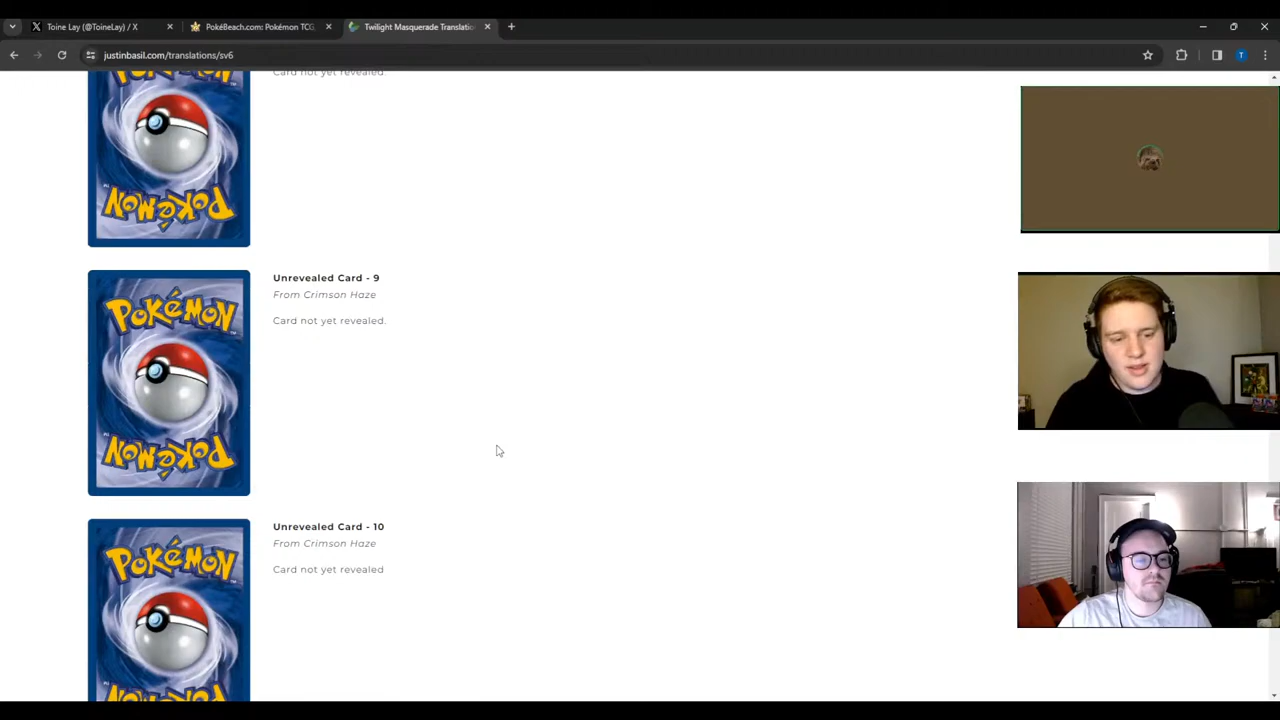 Toine Lay (@ToineLay) / X
PokéBeach.com: Pokémon TCG
Twilight Masquerade Translatio
justinbasil.com/translations/sv6
T
Card not yet revealed.
POKéMON
POKéMON
Unrevealed Card - 9
From Crimson Haze
Card not yet revealed.
POKéMON
POKéMON
Unrevealed Card - 10
From Crimson Haze
Card not yet revealed
POKéMON
POKéMON